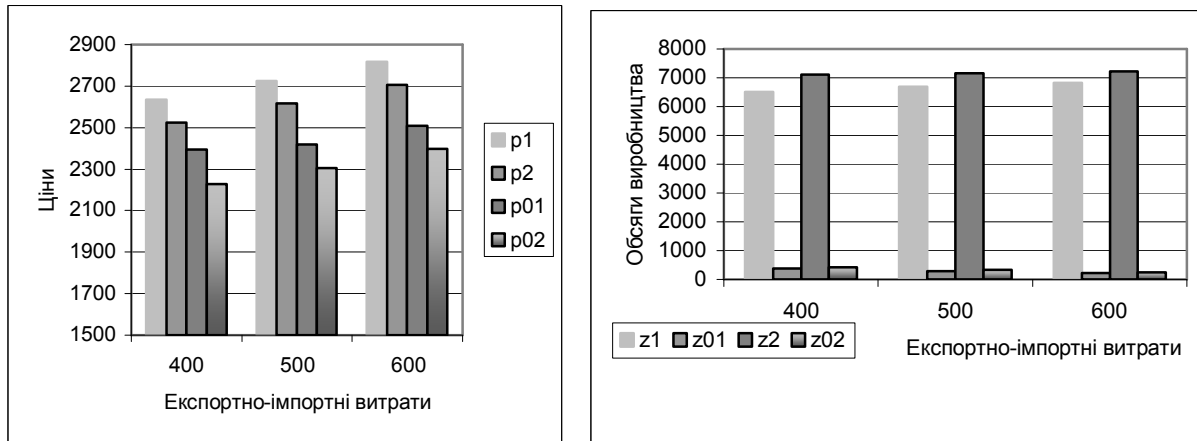 2900
2700
2500
2300
2100
1900
1700
1500
Ціни
400 500 600
Експортно-імпортні витрати
p1
p2
p01
p02
8000
7000
6000
5000
4000
3000
2000
1000
0
Обсяги виробництва
400 500 600
z1 z01 z2 z02
Експортно-імпортні витрати